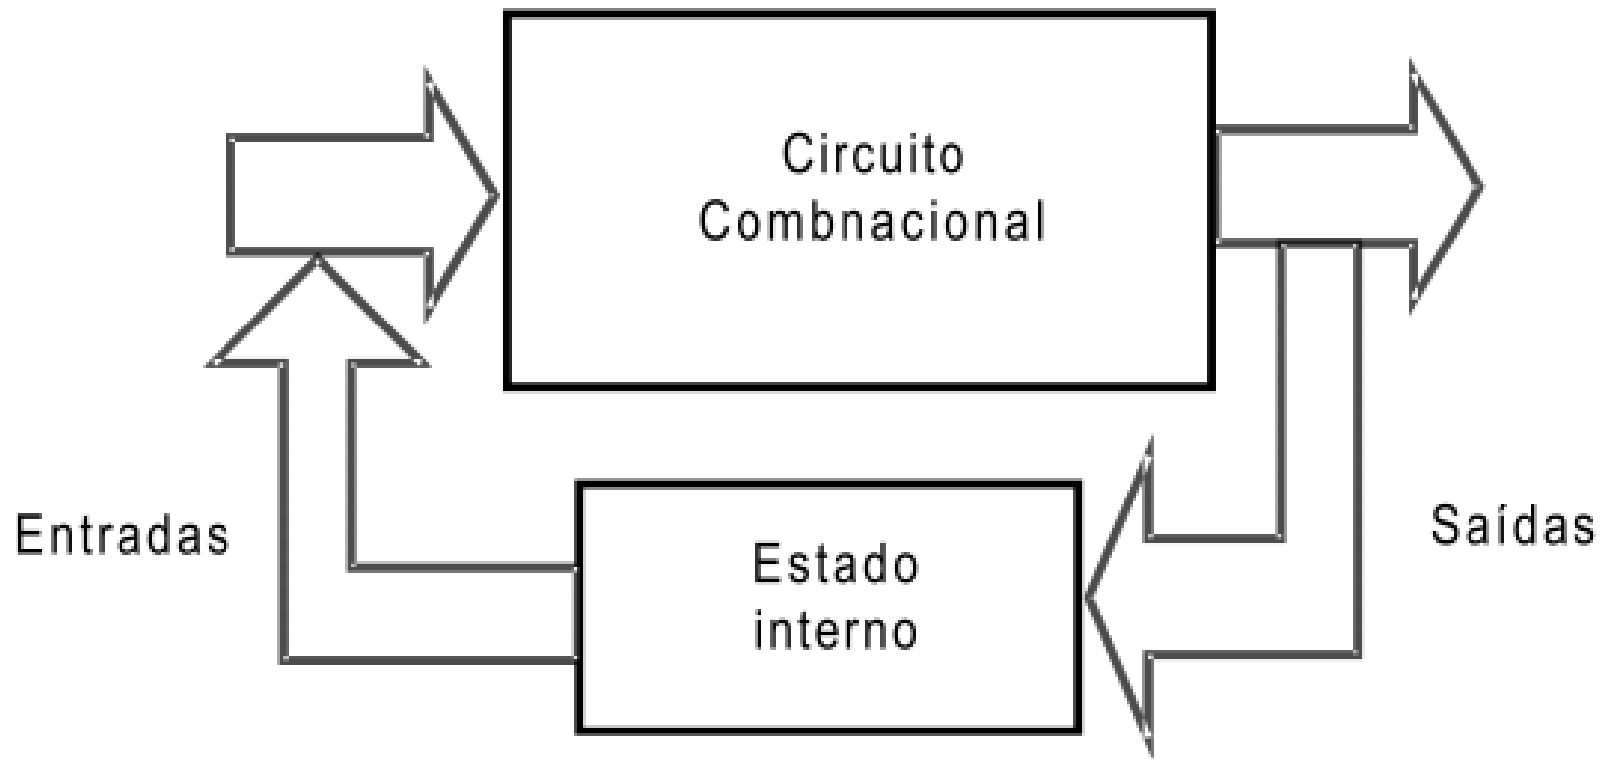 Circuito
Combnacional
Entradas
Estado
interno
Saídas